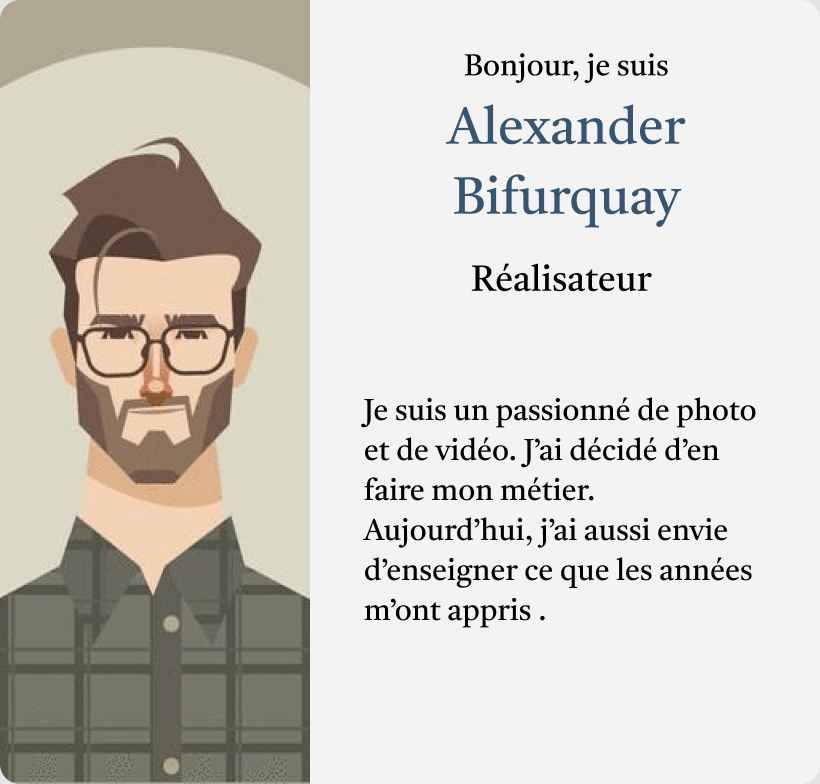 Bonjour, je suis
Alexander
Bifurquay
Réalisateur
Je suis un passionné de photo
et de vidéo. J’ai décidé d’en
faire mon métier.
Aujourd’hui, j’ai aussi envie
d’enseigner ce que les années
m’ont appris .